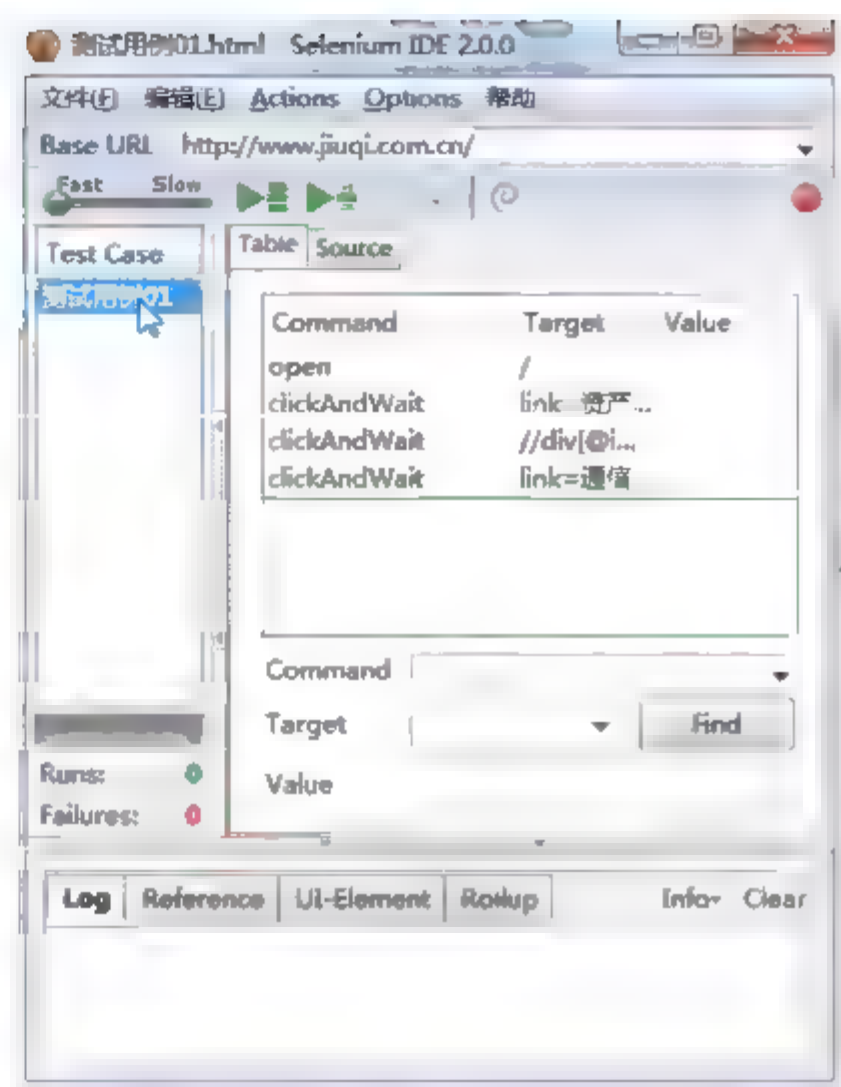 测试用例01.html Selenium IDE 2.0.0
文件(F) 编辑(E) Actions Options 帮助
Base URL http://www.jiuqi.com.cn/
Fast Slow
Test Case
Table Source
测试用例01
Command Target Value
open /
clickAndWait link=资产...
clickAndWait //div[@i...
clickAndWait link=通信
Command
Target Find
Value
Runs: 0
Failures: 0
Log Reference UI-Element Rollup Info Clear